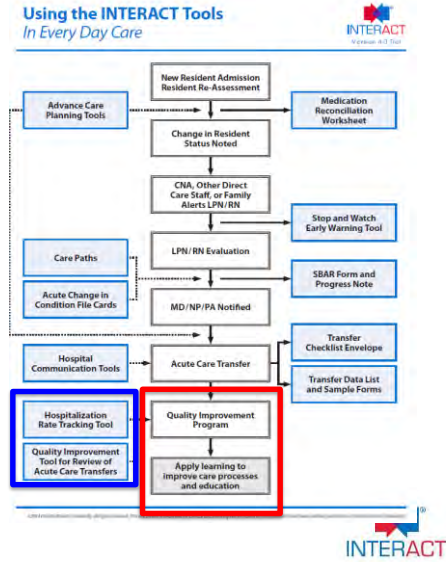 Using the INTERACT Tools
In Every Day Care
INTERACT
New Resident Admission
Resident Re-Assessment
Advance Care
Planning Tools
Medication
Reconciliation
Worksheet
Change in Resident
Status Noted
CNA, Other Direct
Care Staff, or Family
Alerts LPN/RN
Stop and Watch
Early Warning Tool
Care Paths
LPN/RN Evaluation
SBAR Form and
Progress Note
Acute Change in
Condition File Cards
MD/NP/PA Notified
Hospital
Communication Tools
Acute Care Transfer
Transfer
Checklist Envelope
Transfer Data List
and Sample Forms
Hospitalization
Rate Tracking Tool
Quality Improvement
Program
Quality Improvement
Tool for Review of
Acute Care Transfers
Apply learning to
improve care processes
and education
INTERACT